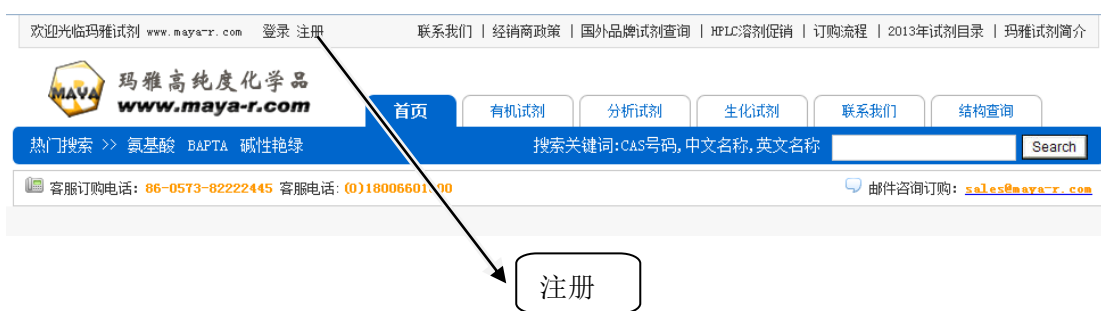 欢迎光临玛雅试剂 www.maya-r.com 登录 注册 联系我们 | 经销商政策 | 国外品牌试剂查询 | HPLC溶剂促销 | 订购流程 | 2013年试剂目录 | 玛雅试剂简介
MAYA 玛雅高纯度化学品
www.maya-r.com
首页 有机试剂 分析试剂 生化试剂 联系我们 结构查询
热门搜索 >> 氨基酸 BAPTA 碱性艳绿 搜索关键词:CAS号码,中文名称,英文名称 Search
客服订购电话: 86-0573-82222445 客服电话: 邮件咨询订购: sales@maya-r.com
注册